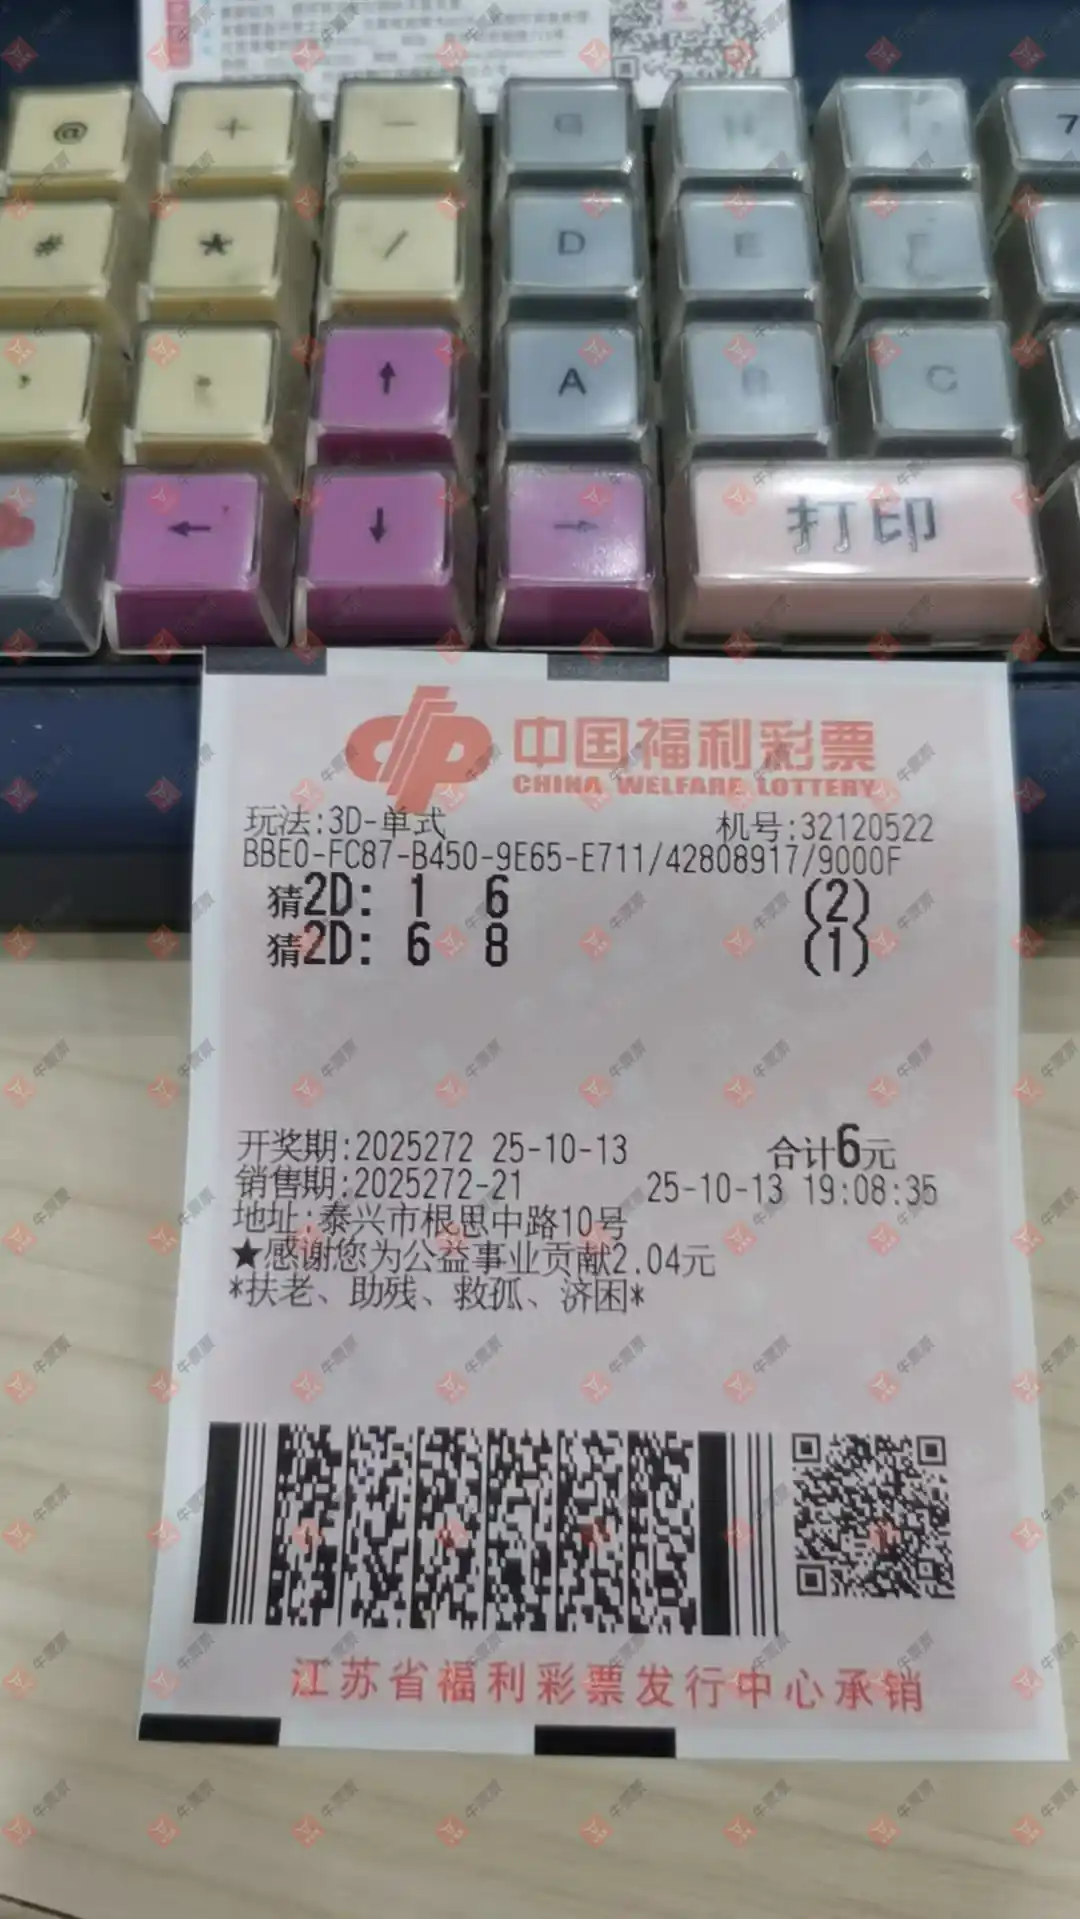 @ + - G 7
# * / D E
, ↑ A B C
← ↓ → 打印
中国福利彩票
CHINA WELFARE LOTTERY
玩法:3D-单式 机号:32120522
BBE0-FC87-B450-9E65-E711/42808917/9000F
猜2D: 1 6 (2)
猜2D: 6 8 (1)
开奖期:2025272 25-10-13 合计6元
销售期:2025272-21 25-10-13 19:08:35
地址:泰兴市根思中路10号
★感谢您为公益事业贡献2.04元
*扶老、助残、救孤、济困*
江苏省福利彩票发行中心承销
牛票票